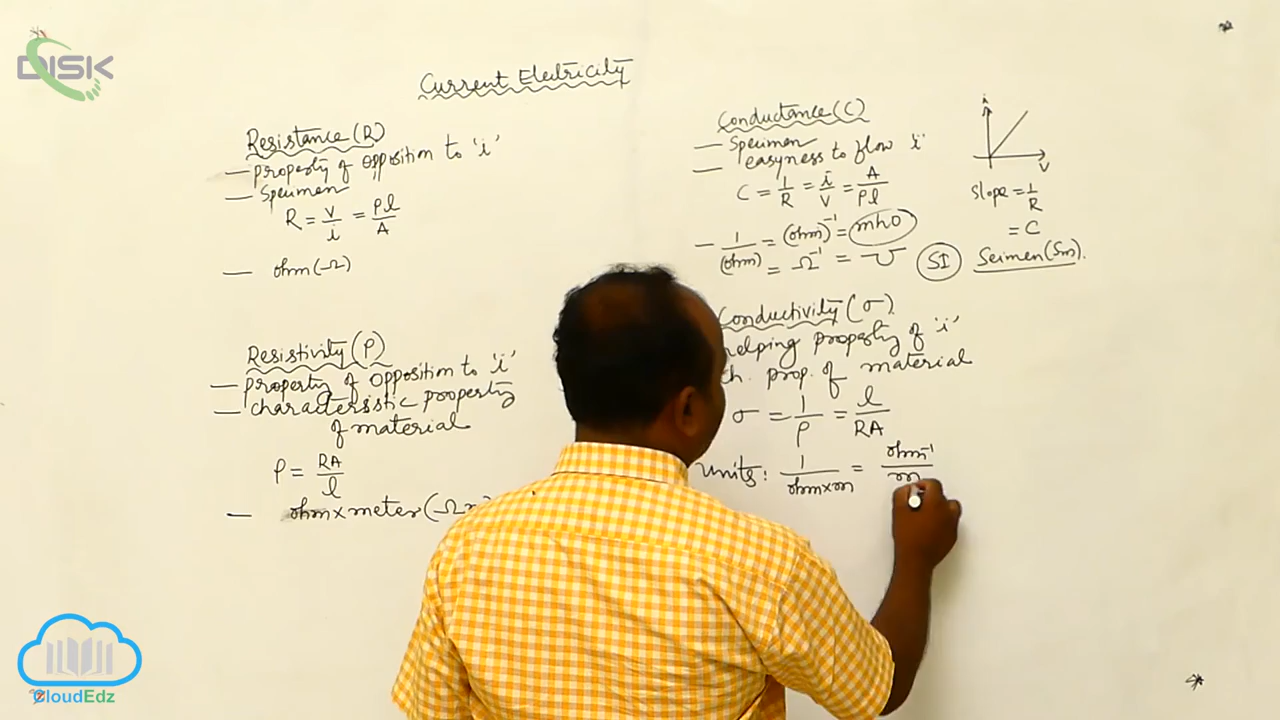 DISK
Current Electricity
Resistance (R)
— property of opposition to 'i'
— Specimen
R = V/i = ρl/A
— ohm (Ω)
Resistivity (ρ)
— property of opposition to 'i'
— characteristic property
of material
ρ = RA/l
— ohm×meter (Ω
Conductance (C)
— Specimen
— easyness to flow 'i'
C = 1/R = i/V = A/ρl
— 1/(ohm) = (ohm)⁻¹ = mho
= Ω⁻¹ = ℧
SI Seimen (Sm).
i
V
Slope = 1/R
= C
Conductivity (σ)
helping property of 'i'
ch. prop. of material
σ = 1/ρ = l/RA
Units: 1/ohm×m = ohm⁻¹/m
CloudEdz